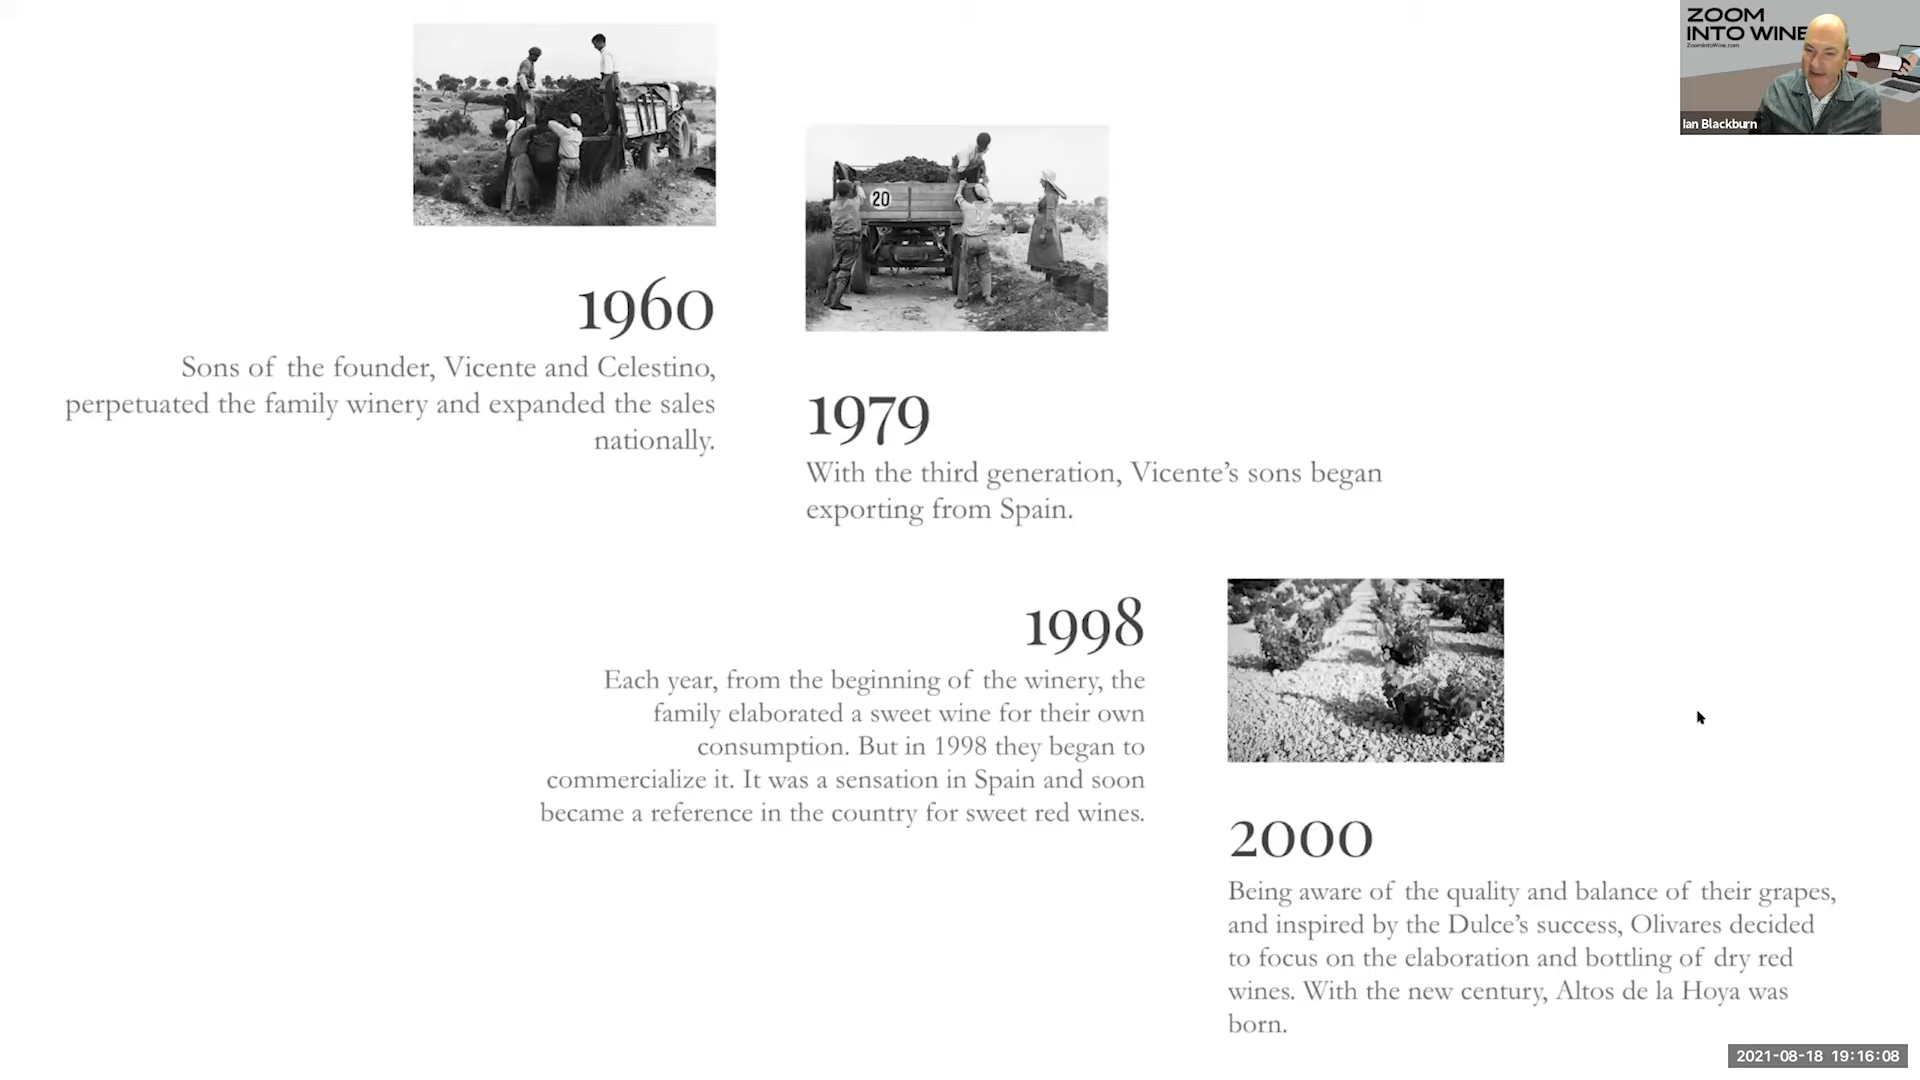 ZOOM
INTO WINE
ZoomIntoWine.com
Ian Blackburn
20
1960
Sons of the founder, Vicente and Celestino,
perpetuated the family winery and expanded the sales
nationally.
1979
With the third generation, Vicente’s sons began
exporting from Spain.
1998
Each year, from the beginning of the winery, the
family elaborated a sweet wine for their own
consumption. But in 1998 they began to
commercialize it. It was a sensation in Spain and soon
became a reference in the country for sweet red wines.
2000
Being aware of the quality and balance of their grapes,
and inspired by the Dulce’s success, Olivares decided
to focus on the elaboration and bottling of dry red
wines. With the new century, Altos de la Hoya was
born.
2021-08-18 19:16:08